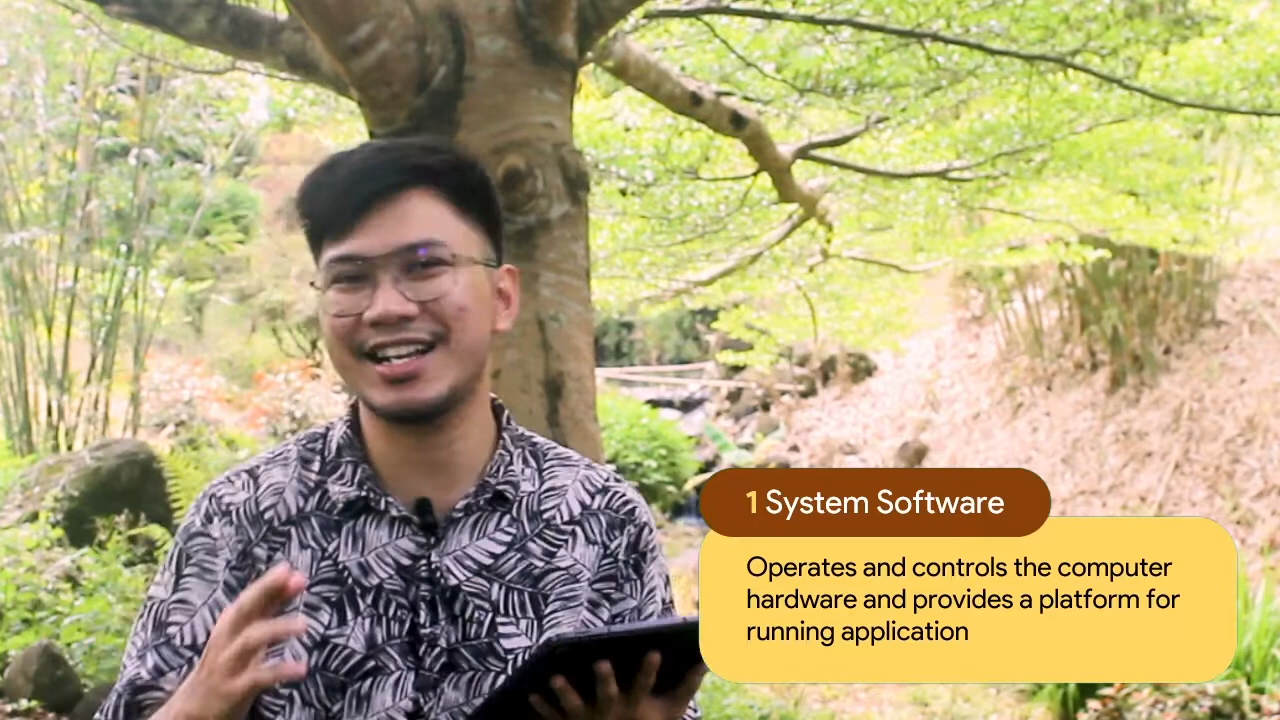 1 System Software
Operates and controls the computer
hardware and provides a platform for
running application